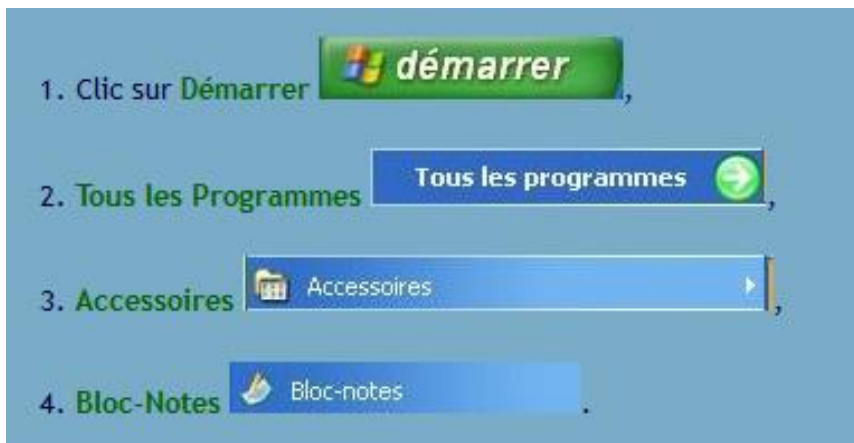 1. Clic sur Démarrer démarrer,
2. Tous les Programmes Tous les programmes,
3. Accessoires Accessoires,
4. Bloc-Notes Bloc-notes.